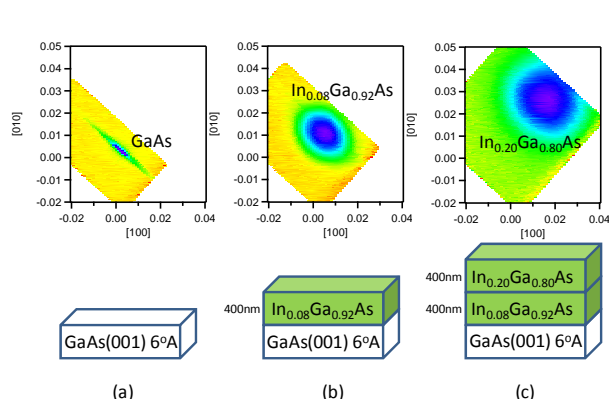 0.05
0.04
0.03
0.02
0.01
0.00
-0.01
-0.02
[010]
GaAs
-0.02 0.00 0.02 0.04
[100]
0.05
0.04
0.03
0.02
0.01
0.00
-0.01
-0.02
[010]
In0.08Ga0.92As
-0.02 0.00 0.02 0.04
[100]
0.05
0.04
0.03
0.02
0.01
0.00
-0.01
-0.02
[010]
In0.20Ga0.80As
-0.02 0.00 0.02 0.04
[100]
GaAs(001) 6ºA
400nm In0.08Ga0.92As
GaAs(001) 6ºA
400nm In0.20Ga0.80As
400nm In0.08Ga0.92As
GaAs(001) 6ºA
(a) (b) (c)